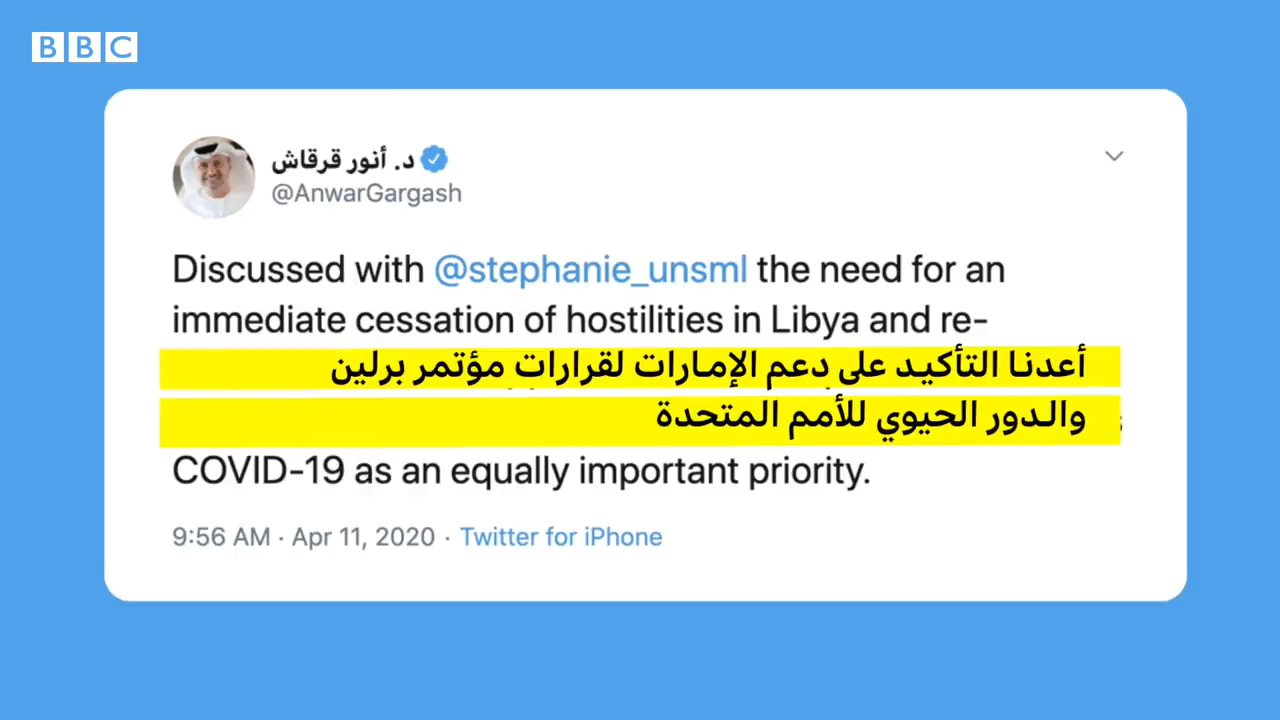 BBC
د. أنور قرقاش
@AnwarGargash
Discussed with @stephanie_unsml the need for an
immediate cessation of hostilities in Libya and re-
أعدنا التأكيد على دعم الإمارات لقرارات مؤتمر برلين
والدور الحيوي للأمم المتحدة
COVID-19 as an equally important priority.
9:56 AM · Apr 11, 2020 · Twitter for iPhone